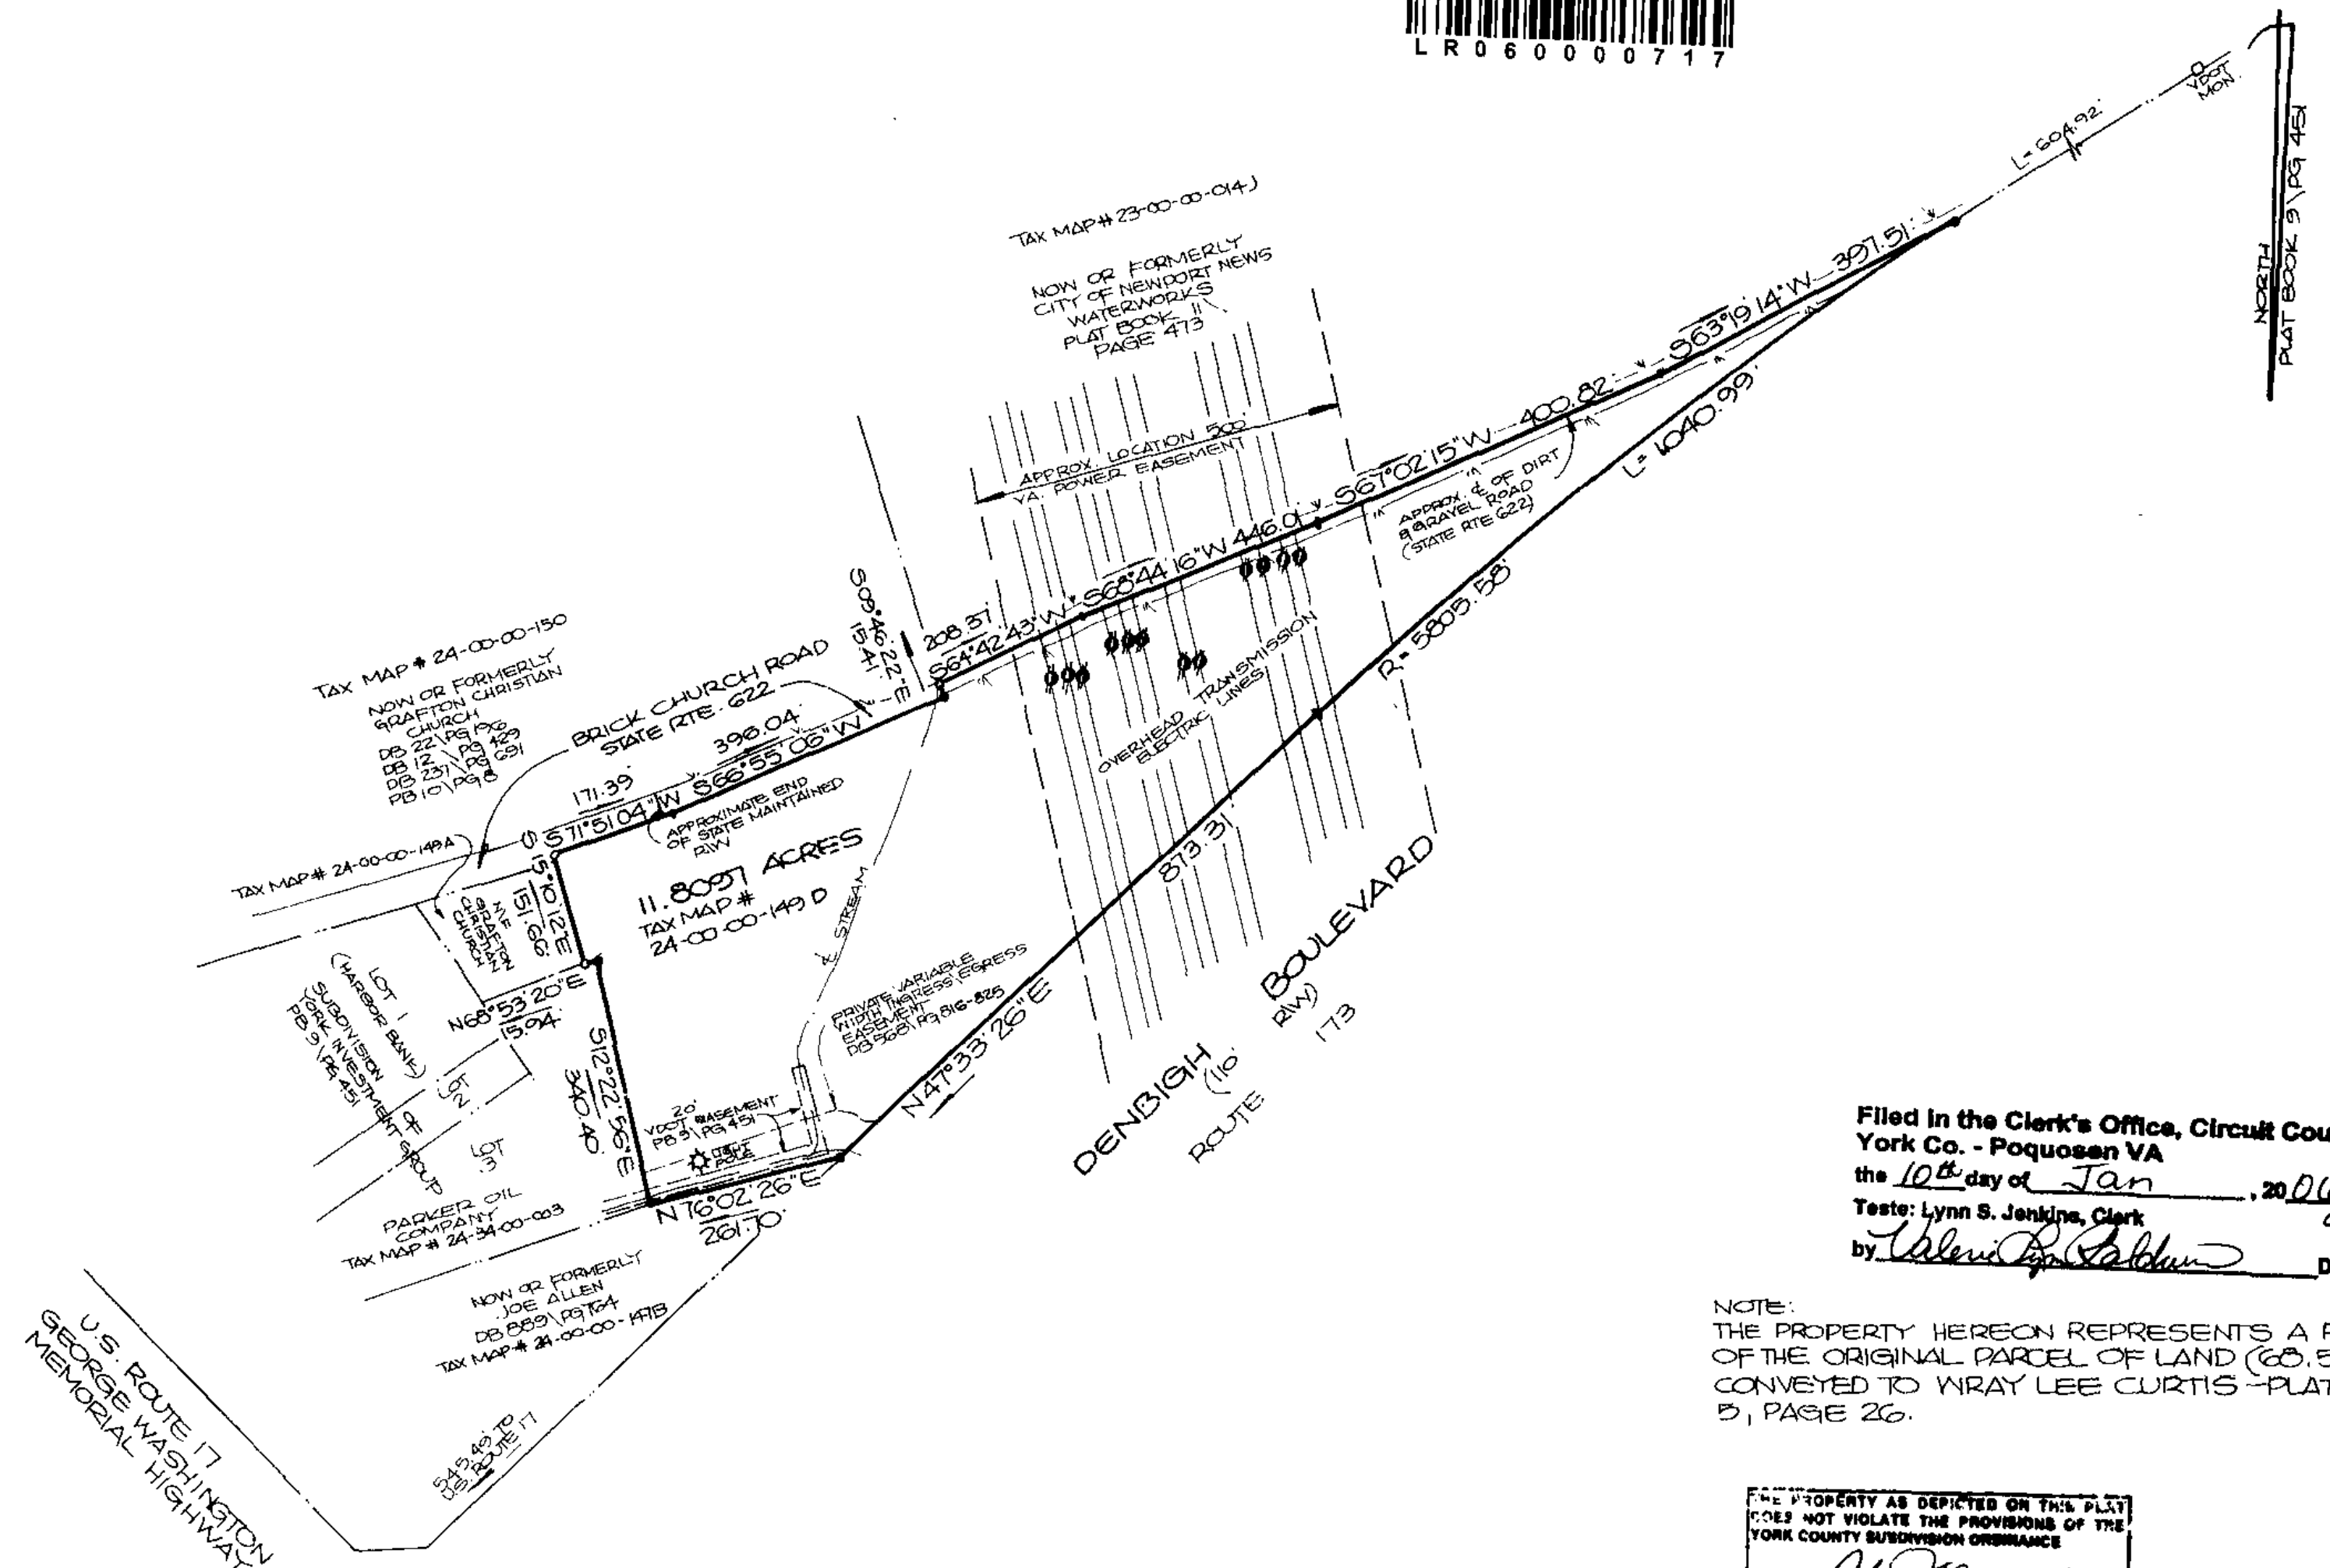 LR060000717
VDOT
MON.
L=604.92'
NORTH
PLAT BOOK 9\PG 451
TAX MAP# 23-00-00-014J
NOW OR FORMERLY
CITY OF NEWPORT NEWS
WATERWORKS
PLAT BOOK 11
PAGE 473
S63°19'14"W 397.51'
APPROX. LOCATION 500'
VA. POWER EASEMENT
S67°02'15"W 400.82'
L=1040.99'
APPROX. ℄ OF DIRT
& GRAVEL ROAD
(STATE RTE 622)
S68°44'16"W 446.01
R=5805.58'
S09°46'22"E
15.41'
208.37'
S64°42'43"W
OVERHEAD TRANSMISSION
ELECTRIC LINES
TAX MAP # 24-00-00-150
NOW OR FORMERLY
GRAFTON CHRISTIAN
CHURCH
DB 22\PG 196
DB 12\PG 429
DB 237\PG 691
PB 10\PG 8
BRICK CHURCH ROAD
STATE RTE. 622
396.04'
S66°55'06"W
171.39'
S71°51'04"W
APPROXIMATE END
OF STATE MAINTAINED
R/W
TAX MAP # 24-00-00-149A
S15°10'12"E
151.66'
N/F
GRAFTON
CHRISTIAN
CHURCH
11.8097 ACRES
TAX MAP #
24-00-00-149 D
℄ STREAM
873.31
N47°33'26"E
LOT 1
(HARBOR BANK)
SUBDIVISION OF
YORK INVESTMENT GROUP
PB 9\PG 451
N68°53'20"E
15.94'
S12°22'56"E
340.40'
PRIVATE VARIABLE
WIDTH INGRESS\EGRESS
EASEMENT
DB 568\PG 816-825
DENBIGH BOULEVARD
(110' R/W)
ROUTE 173
LOT 2
LOT 3
20'
VDOT EASEMENT
PB 9\PG 451
LIGHT
POLE
PARKER OIL
COMPANY
TAX MAP # 24-34-00-003
N76°02'26"E
261.70'
NOW OR FORMERLY
JOE ALLEN
DB 889\PG 764
TAX MAP # 24-00-00-147B
545.49' TO
U.S. ROUTE 17
U.S. ROUTE 17
GEORGE WASHINGTON
MEMORIAL HIGHWAY
Filed in the Clerk's Office, Circuit Cou
York Co. - Poquoson VA
the 10th day of Jan, 2006
Teste: Lynn S. Jenkins, Clerk
by Valerie Lyn Baldwin D
NOTE:
THE PROPERTY HEREON REPRESENTS A P
OF THE ORIGINAL PARCEL OF LAND (68.5
CONVEYED TO WRAY LEE CURTIS - PLAT
5, PAGE 26.
THE PROPERTY AS DEPICTED ON THIS PLAT
DOES NOT VIOLATE THE PROVISIONS OF THE
YORK COUNTY SUBDIVISION ORDINANCE